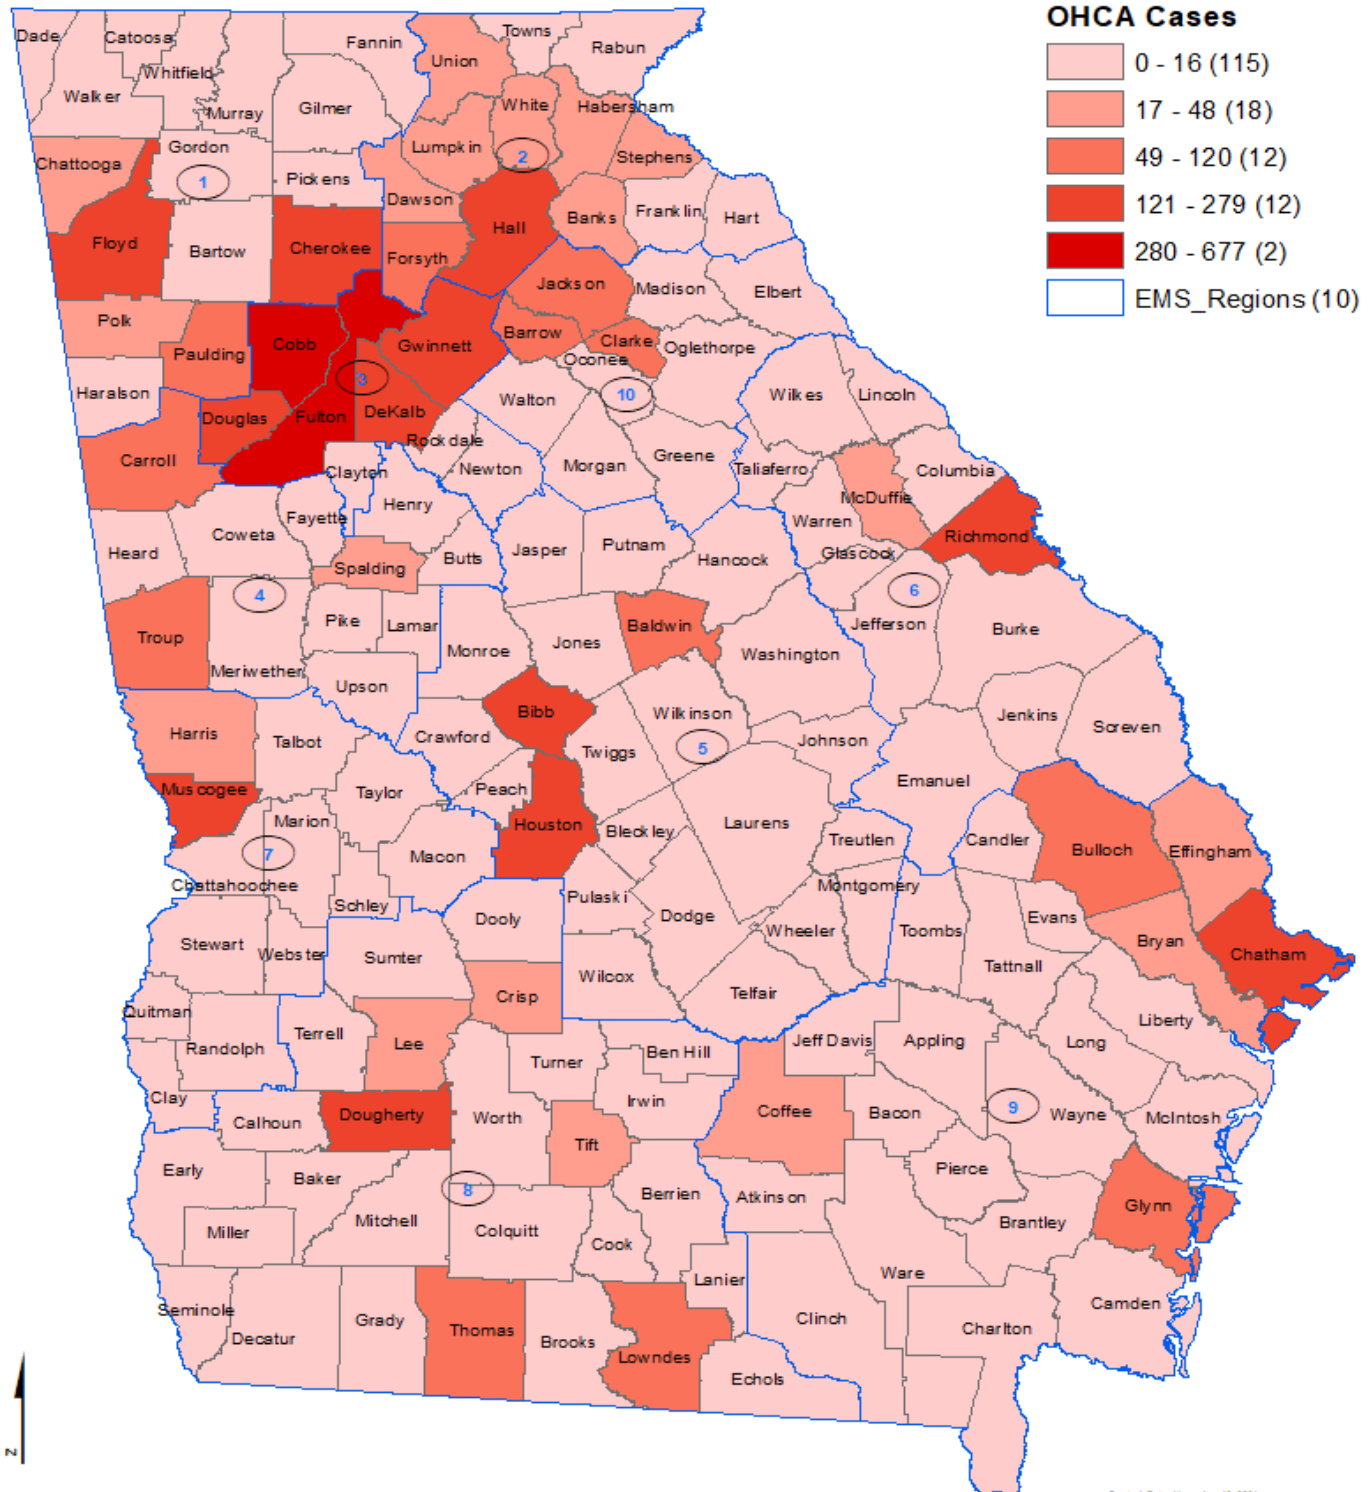 OHCA Cases
0 - 16 (115)
17 - 48 (18)
49 - 120 (12)
121 - 279 (12)
280 - 677 (2)
EMS_Regions (10)
Dade
Catoosa
Fannin
Towns
Rabun
Union
Whitfield
Walker
Murray
Gilmer
White
Habersham
Lumpkin
Chattooga
Gordon
2
Stephens
1
Pickens
Dawson
Banks
Franklin
Hart
Floyd
Bartow
Cherokee
Forsyth
Hall
Jackson
Madison
Elbert
Polk
Paulding
Cobb
Gwinnett
Barrow
Clarke
Oconee
Oglethorpe
Haralson
3
Walton
10
Wilkes
Lincoln
Douglas
Fulton
DeKalb
Rockdale
Carroll
Clayton
Newton
Morgan
Greene
Taliaferro
Columbia
McDuffie
Henry
Fayette
Coweta
Warren
Richmond
Heard
Spalding
Butts
Jasper
Putnam
Hancock
Glascock
4
6
Troup
Pike
Lamar
Jones
Baldwin
Jefferson
Burke
Meriwether
Monroe
Washington
Upson
Harris
Talbot
Crawford
Bibb
Wilkinson
Jenkins
Screven
Twiggs
5
Johnson
Muscogee
Taylor
Peach
Emanuel
Marion
Houston
Bleckley
Laurens
Treutlen
Candler
Bulloch
Effingham
7
Macon
Chattahoochee
Schley
Pulaski
Montgomery
Dooly
Dodge
Wheeler
Toombs
Evans
Stewart
Webster
Sumter
Bryan
Chatham
Tattnall
Crisp
Wilcox
Telfair
Quitman
Randolph
Terrell
Lee
Liberty
Turner
Ben Hill
Jeff Davis
Appling
Long
Clay
Calhoun
Dougherty
Worth
Irwin
Coffee
Bacon
9
Wayne
McIntosh
Tift
Early
Baker
8
Berrien
Atkinson
Pierce
Miller
Mitchell
Colquitt
Cook
Brantley
Glynn
Lanier
Ware
Seminole
Decatur
Grady
Thomas
Brooks
Lowndes
Clinch
Charlton
Camden
Echols
N